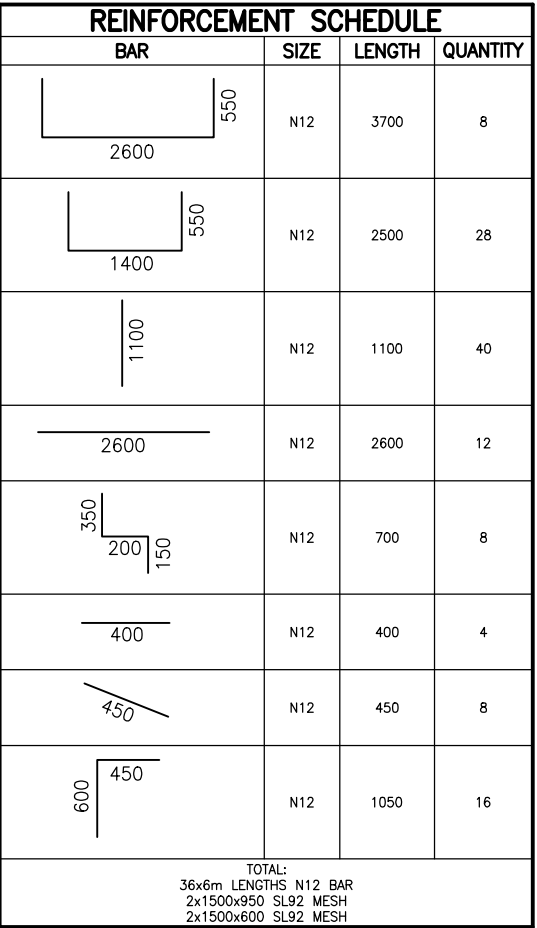 REINFORCEMENT SCHEDULE
BAR SIZE LENGTH QUANTITY
550
2600
N12 3700 8
550
1400
N12 2500 28
1100
N12 1100 40
2600
N12 2600 12
350
200
150
N12 700 8
400
N12 400 4
450
N12 450 8
450
600
N12 1050 16
TOTAL:
36x6m LENGTHS N12 BAR
2x1500x950 SL92 MESH
2x1500x600 SL92 MESH